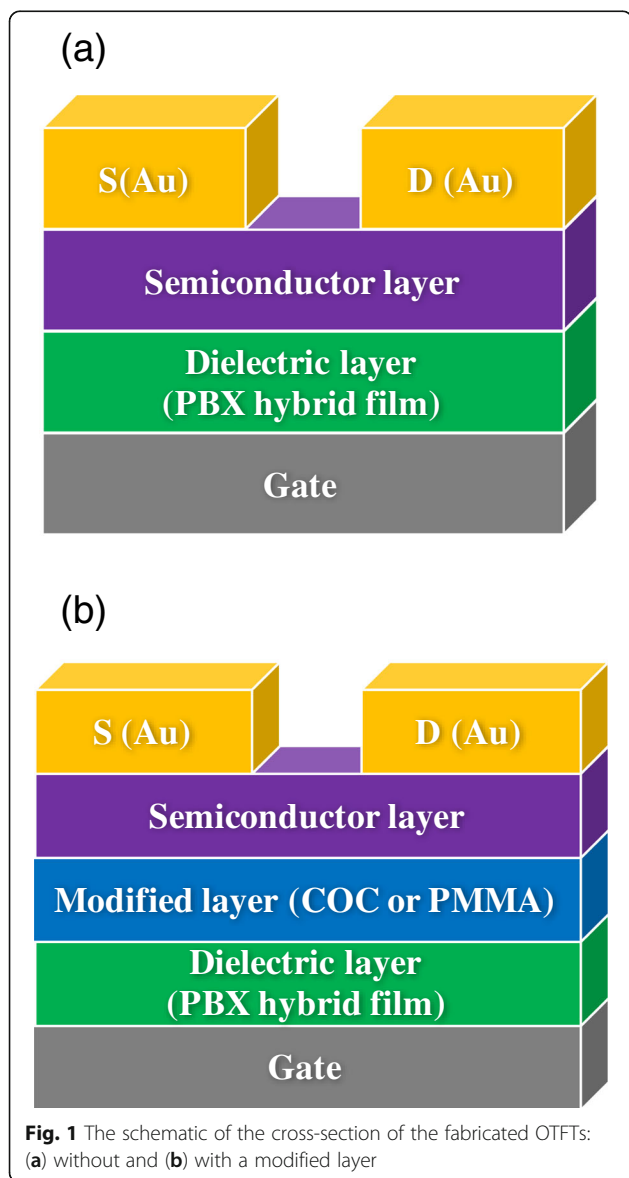 (a)
S(Au)
D (Au)
Semiconductor layer
Dielectric layer
(PBX hybrid film)
Gate
(b)
S (Au)
D (Au)
Semiconductor layer
Modified layer (COC or PMMA)
Dielectric layer
(PBX hybrid film)
Gate
Fig. 1 The schematic of the cross-section of the fabricated OTFTs:
(a) without and (b) with a modified layer